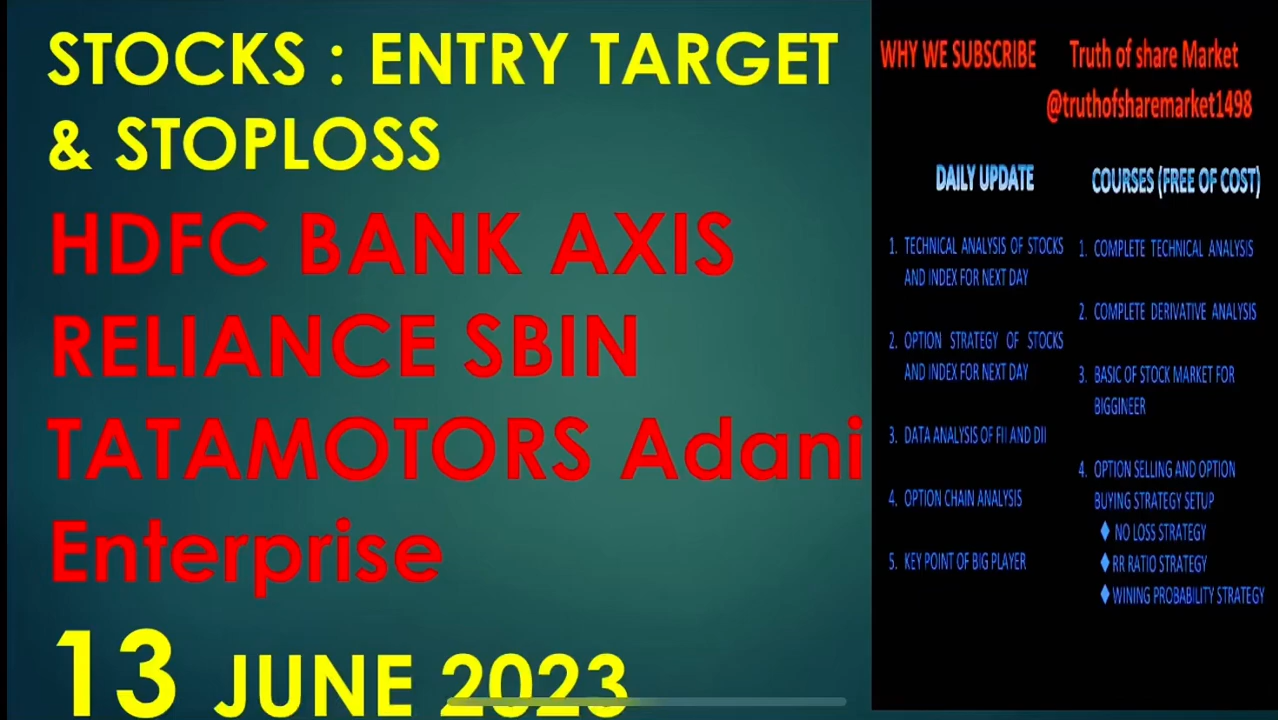 STOCKS : ENTRY TARGET
& STOPLOSS
HDFC BANK AXIS
RELIANCE SBIN
TATAMOTORS Adani
Enterprise
13 JUNE 2023
WHY WE SUBSCRIBE
Truth of share Market
@truthofsharemarket1498
DAILY UPDATE
1. TECHNICAL ANALYSIS OF STOCKS
AND INDEX FOR NEXT DAY
2. OPTION STRATEGY OF STOCKS
AND INDEX FOR NEXT DAY
3. DATA ANALYSIS OF FII AND DII
4. OPTION CHAIN ANALYSIS
5. KEY POINT OF BIG PLAYER
COURSES (FREE OF COST)
1. COMPLETE TECHNICAL ANALYSIS
2. COMPLETE DERIVATIVE ANALYSIS
3. BASIC OF STOCK MARKET FOR
BIGGINEER
4. OPTION SELLING AND OPTION
BUYING STRATEGY SETUP
♦ NO LOSS STRATEGY
♦ RR RATIO STRATEGY
♦ WINING PROBABILITY STRATEGY